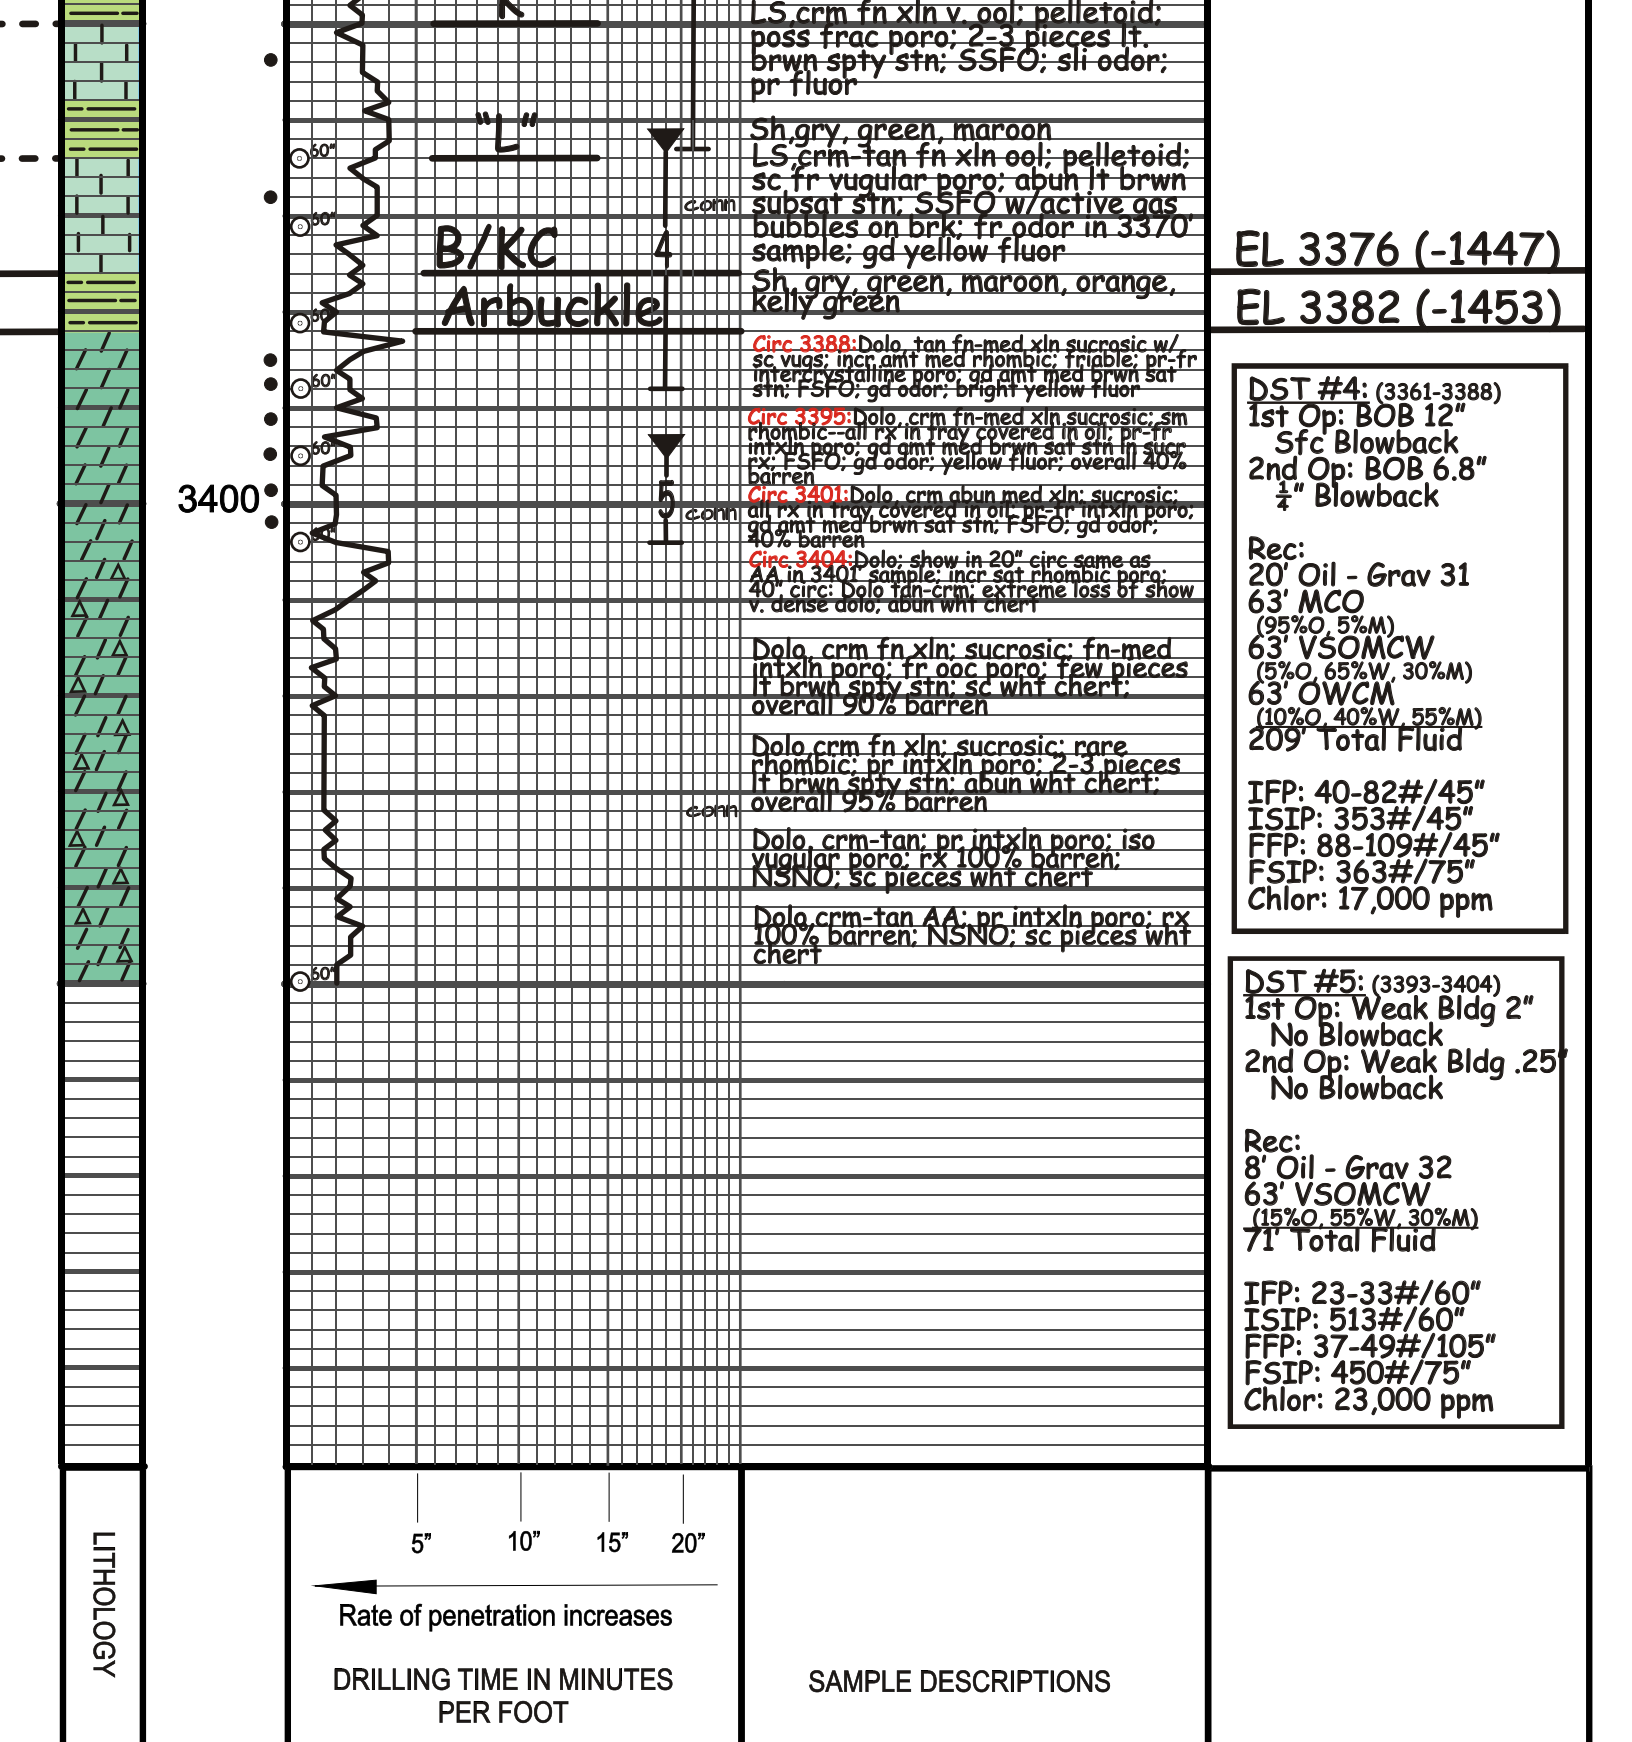 "K"
LS,crm fn xln v. ool; pelletoid;
poss frac poro; 2-3 pieces lt.
brwn spty stn; SSFO; sli odor;
pr fluor
"L"
Sh,gry, green, maroon
60"
LS,crm-tan fn xln ool; pelletoid;
sc fr vugular poro; abun lt brwn
conn
subsat stn; SSFO w/active gas
60"
bubbles on brk; fr odor in 3370'
sample; gd yellow fluor
B/KC
4
EL 3376 (-1447)
Sh, gry, green, maroon, orange,
kelly green
Arbuckle
EL 3382 (-1453)
60"
Circ 3388:Dolo, tan fn-med xln sucrosic w/
sc vugs; incr amt med rhombic; friable; pr-fr
intercrystalline poro; gd amt med brwn sat
stn; FSFO; gd odor; bright yellow fluor
60"
Circ 3395:Dolo, crm fn-med xln sucrosic; sm
rhombic--all rx in tray covered in oil; pr-fr
intxln poro; gd amt med brwn sat stn in sucr
rx; FSFO; gd odor; yellow fluor; overall 40%
barren
60"
3400
5
conn
Circ 3401:Dolo, crm abun med xln; sucrosic;
all rx in tray covered in oil; pr-fr intxln poro;
gd amt med brwn sat stn; FSFO; gd odor;
40% barren
60"
Circ 3404:Dolo; show in 20" circ same as
AA in 3401' sample; incr sat rhombic poro;
40" circ: Dolo tan-crm; extreme loss of show
v. dense dolo; abun wht chert
Dolo, crm fn xln; sucrosic; fn-med
intxln poro; fr ooc poro; few pieces
lt brwn spty stn; sc wht chert;
overall 90% barren
Dolo,crm fn xln; sucrosic; rare
rhombic; pr intxln poro; 2-3 pieces
lt brwn spty stn; abun wht chert;
overall 95% barren
conn
Dolo, crm-tan; pr intxln poro; iso
vugular poro; rx 100% barren;
NSNO; sc pieces wht chert
Dolo,crm-tan AA; pr intxln poro; rx
100% barren; NSNO; sc pieces wht
chert
60"
DST #4: (3361-3388)
1st Op: BOB 12"
Sfc Blowback
2nd Op: BOB 6.8"
¼" Blowback
Rec:
20' Oil - Grav 31
63' MCO
(95%O, 5%M)
63' VSOMCW
(5%O, 65%W, 30%M)
63' OWCM
(10%O, 40%W, 55%M)
209' Total Fluid
IFP: 40-82#/45"
ISIP: 353#/45"
FFP: 88-109#/45"
FSIP: 363#/75"
Chlor: 17,000 ppm
DST #5: (3393-3404)
1st Op: Weak Bldg 2"
No Blowback
2nd Op: Weak Bldg .25"
No Blowback
Rec:
8' Oil - Grav 32
63' VSOMCW
(15%O, 55%W, 30%M)
71' Total Fluid
IFP: 23-33#/60"
ISIP: 513#/60"
FFP: 37-49#/105"
FSIP: 450#/75"
Chlor: 23,000 ppm
LITHOLOGY
5" 10" 15" 20"
Rate of penetration increases
DRILLING TIME IN MINUTES
PER FOOT
SAMPLE DESCRIPTIONS